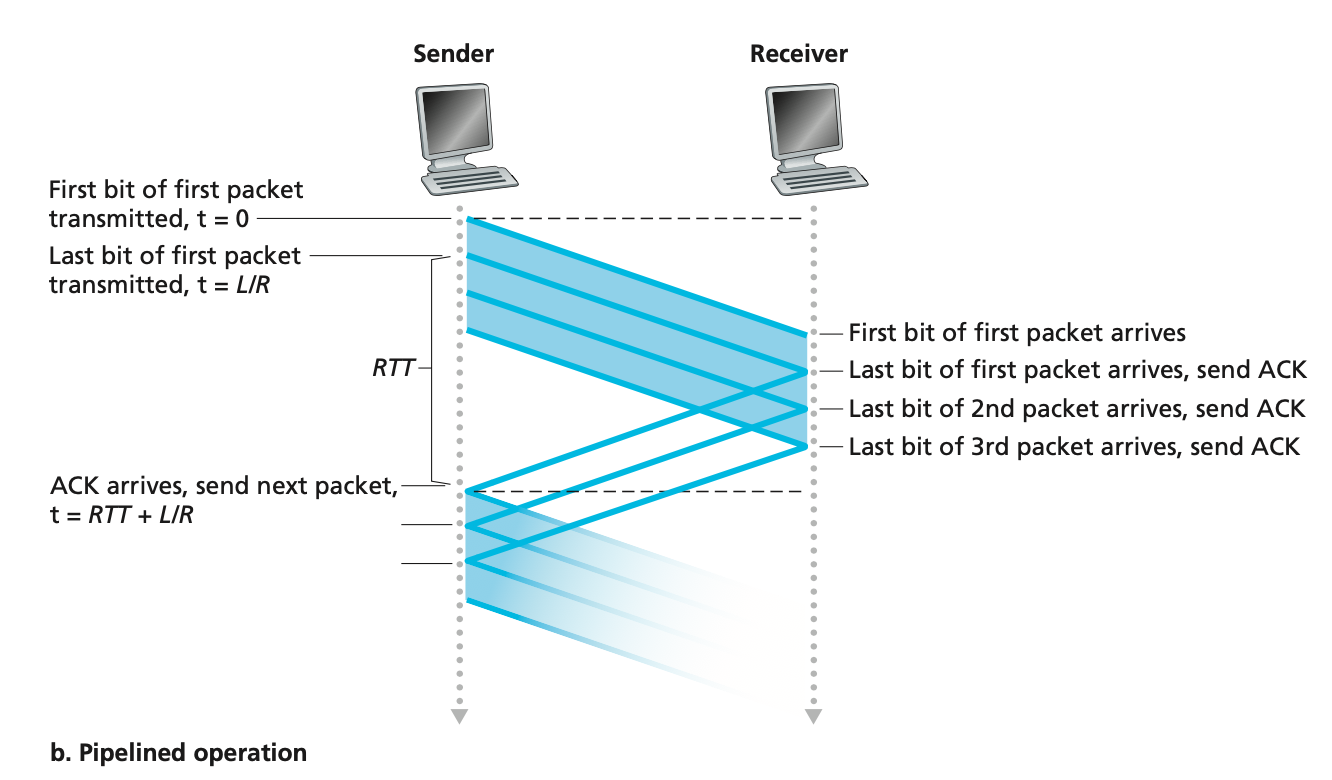 Sender
Receiver
First bit of first packet
transmitted, t = 0
Last bit of first packet
transmitted, t = L/R
First bit of first packet arrives
RTT
Last bit of first packet arrives, send ACK
Last bit of 2nd packet arrives, send ACK
Last bit of 3rd packet arrives, send ACK
ACK arrives, send next packet,
t = RTT + L/R
b. Pipelined operation